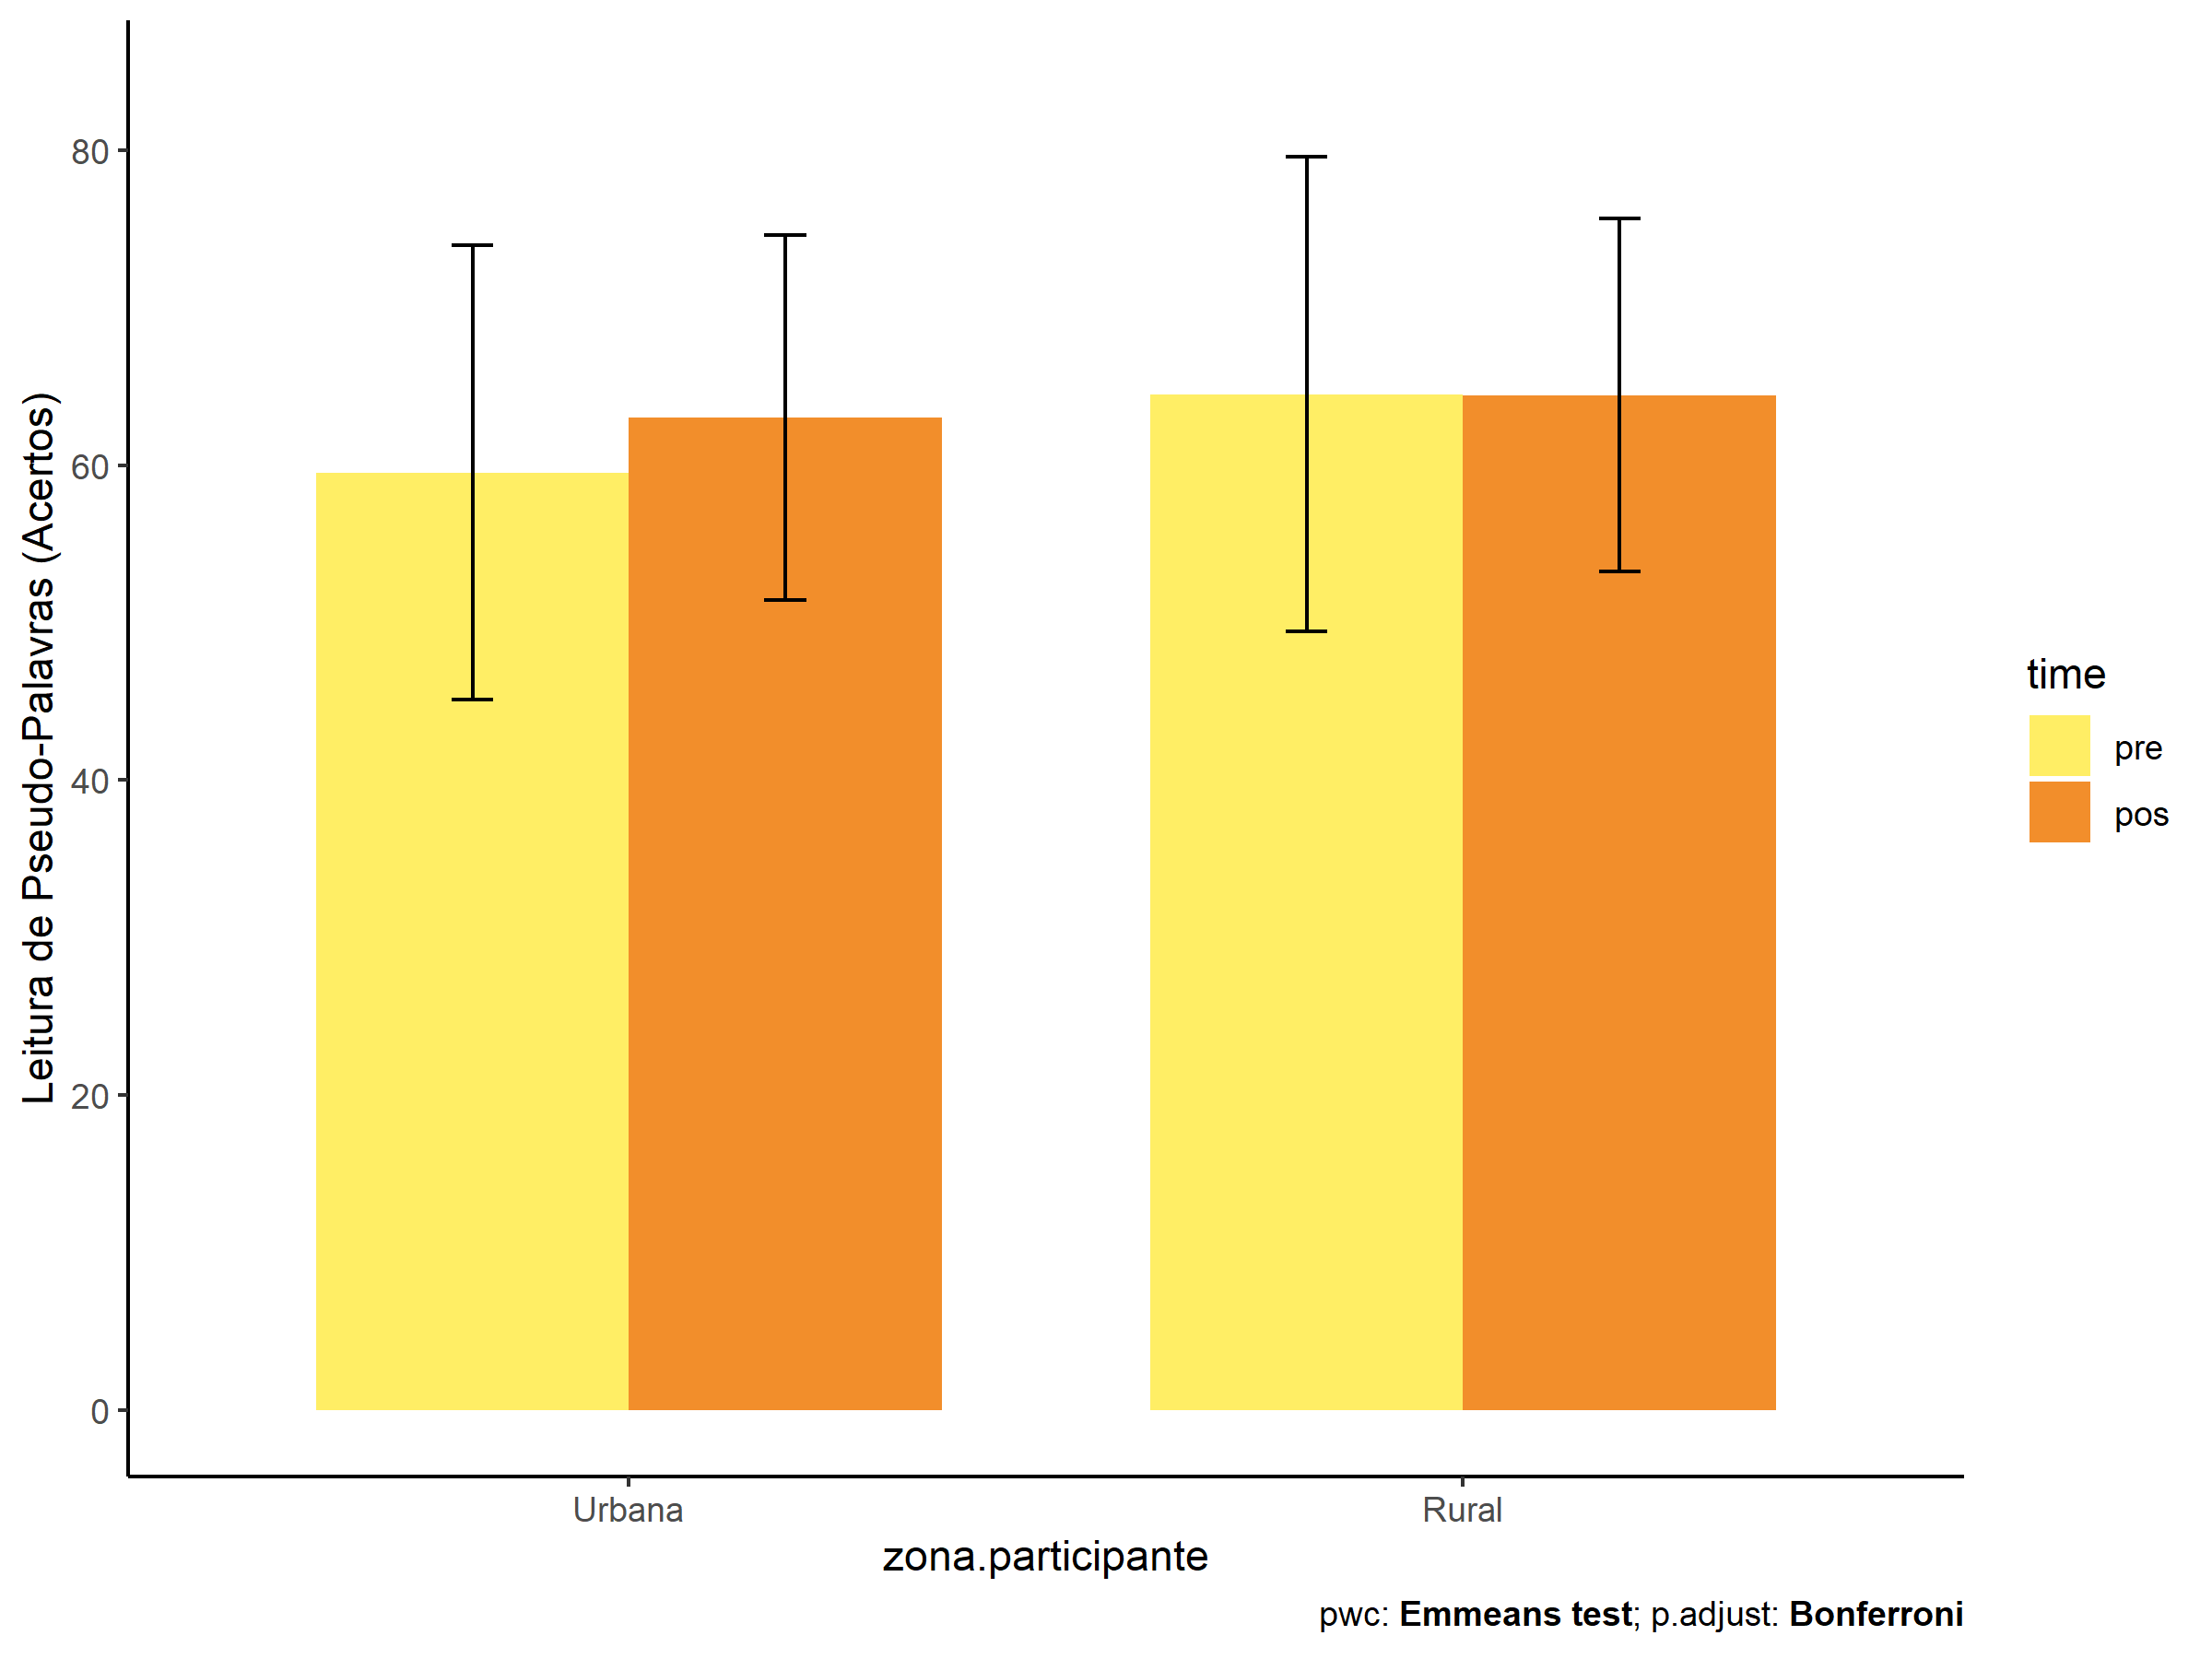 Leitura de Pseudo-Palavras (Acertos)
80
60
40
20
0
Urbana
Rural
zona.participante
time
pre
pos
pwc: Emmeans test; p.adjust: Bonferroni